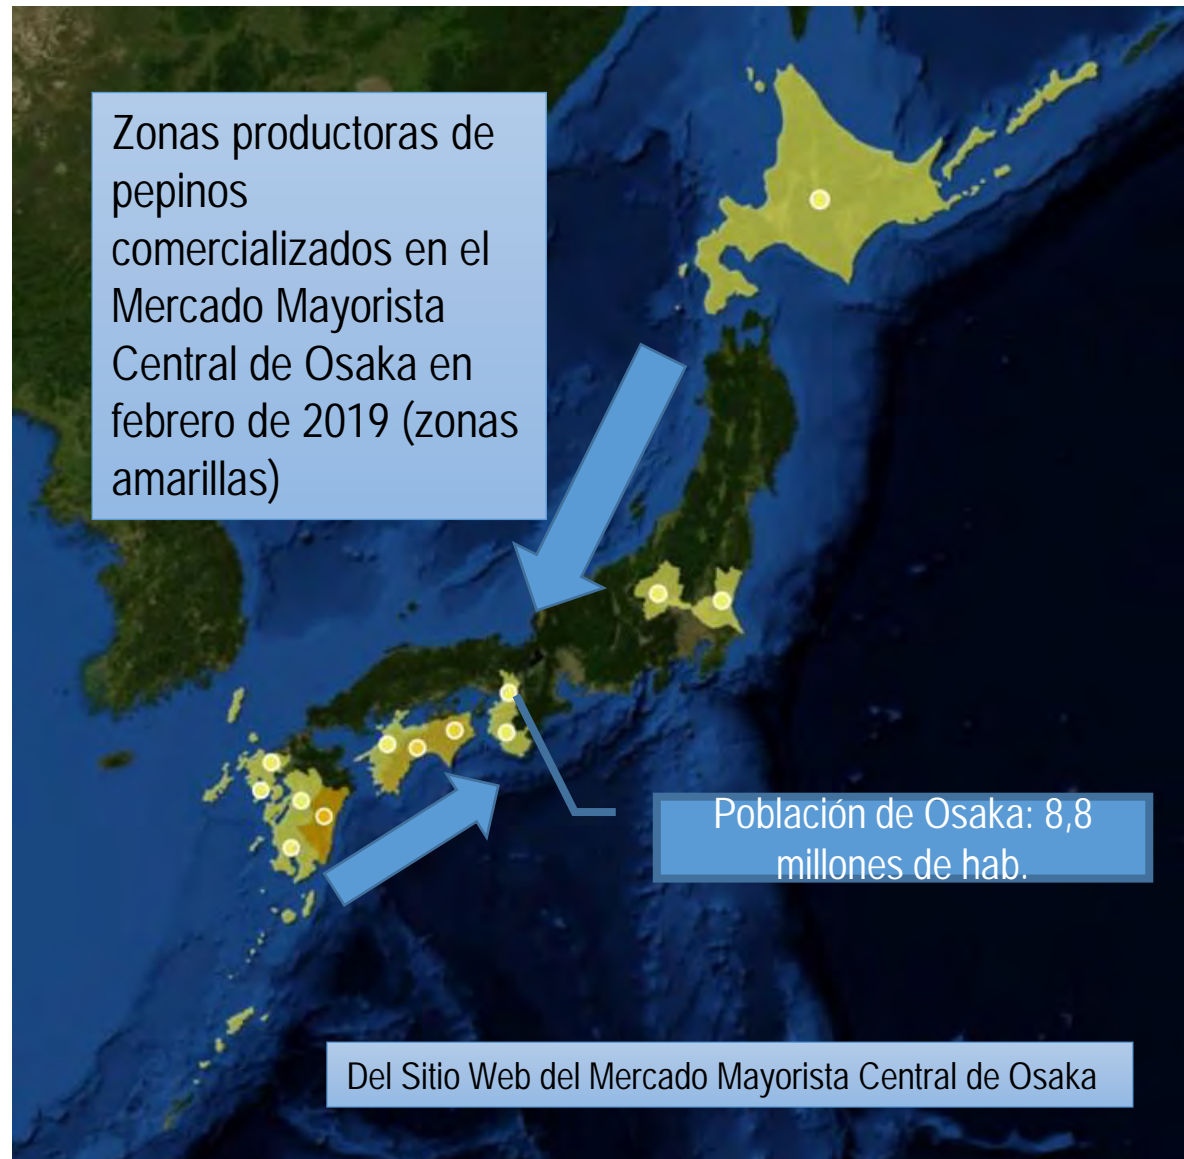 Zonas productoras de
pepinos
comercializados en el
Mercado Mayorista
Central de Osaka en
febrero de 2019 (zonas
amarillas)
Población de Osaka: 8,8
millones de hab.
Del Sitio Web del Mercado Mayorista Central de Osaka